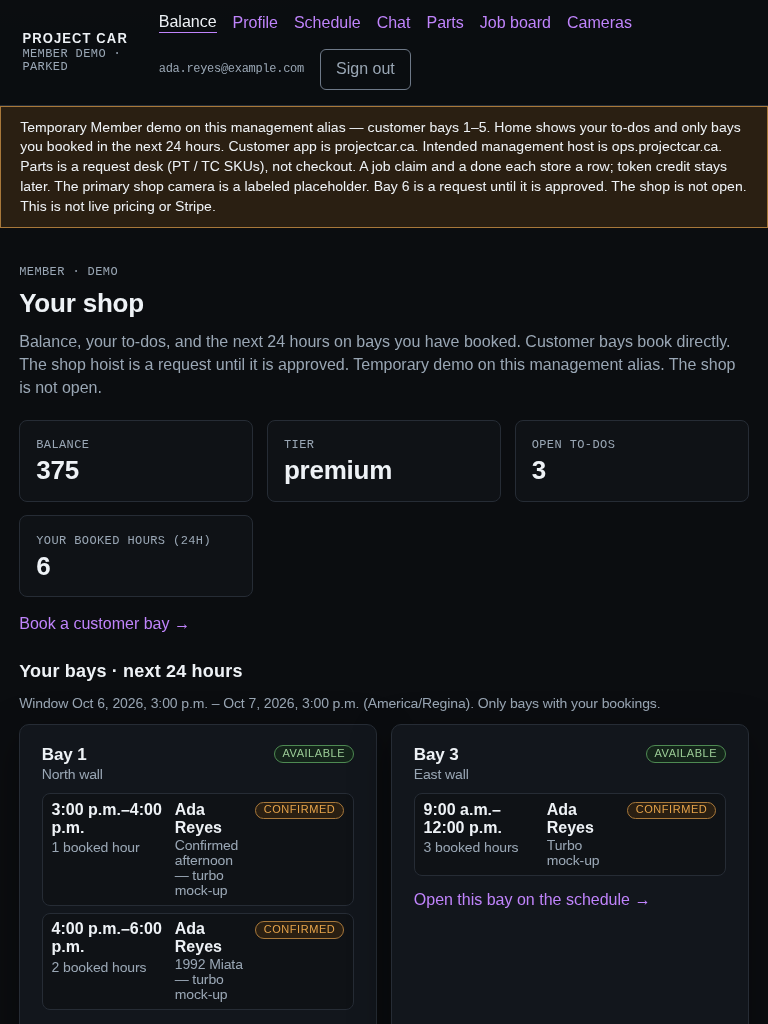 PROJECT CAR
MEMBER DEMO ·
PARKED
Balance Profile Schedule Chat Parts Job board Cameras
ada.reyes@example.com Sign out
Temporary Member demo on this management alias — customer bays 1–5. Home shows your to-dos and only bays
you booked in the next 24 hours. Customer app is projectcar.ca. Intended management host is ops.projectcar.ca.
Parts is a request desk (PT / TC SKUs), not checkout. A job claim and a done each store a row; token credit stays
later. The primary shop camera is a labeled placeholder. Bay 6 is a request until it is approved. The shop is not open.
This is not live pricing or Stripe.
MEMBER · DEMO
Your shop
Balance, your to-dos, and the next 24 hours on bays you have booked. Customer bays book directly.
The shop hoist is a request until it is approved. Temporary demo on this management alias. The shop
is not open.
BALANCE
375
TIER
premium
OPEN TO-DOS
3
YOUR BOOKED HOURS (24H)
6
Book a customer bay →
Your bays · next 24 hours
Window Oct 6, 2026, 3:00 p.m. – Oct 7, 2026, 3:00 p.m. (America/Regina). Only bays with your bookings.
Bay 1
North wall
AVAILABLE
3:00 p.m.–4:00
p.m.
1 booked hour
Ada
Reyes
Confirmed
afternoon
— turbo
mock-up
CONFIRMED
4:00 p.m.–6:00
p.m.
2 booked hours
Ada
Reyes
1992 Miata
— turbo
mock-up
CONFIRMED
Bay 3
East wall
AVAILABLE
9:00 a.m.–
12:00 p.m.
3 booked hours
Ada
Reyes
Turbo
mock-up
CONFIRMED
Open this bay on the schedule →